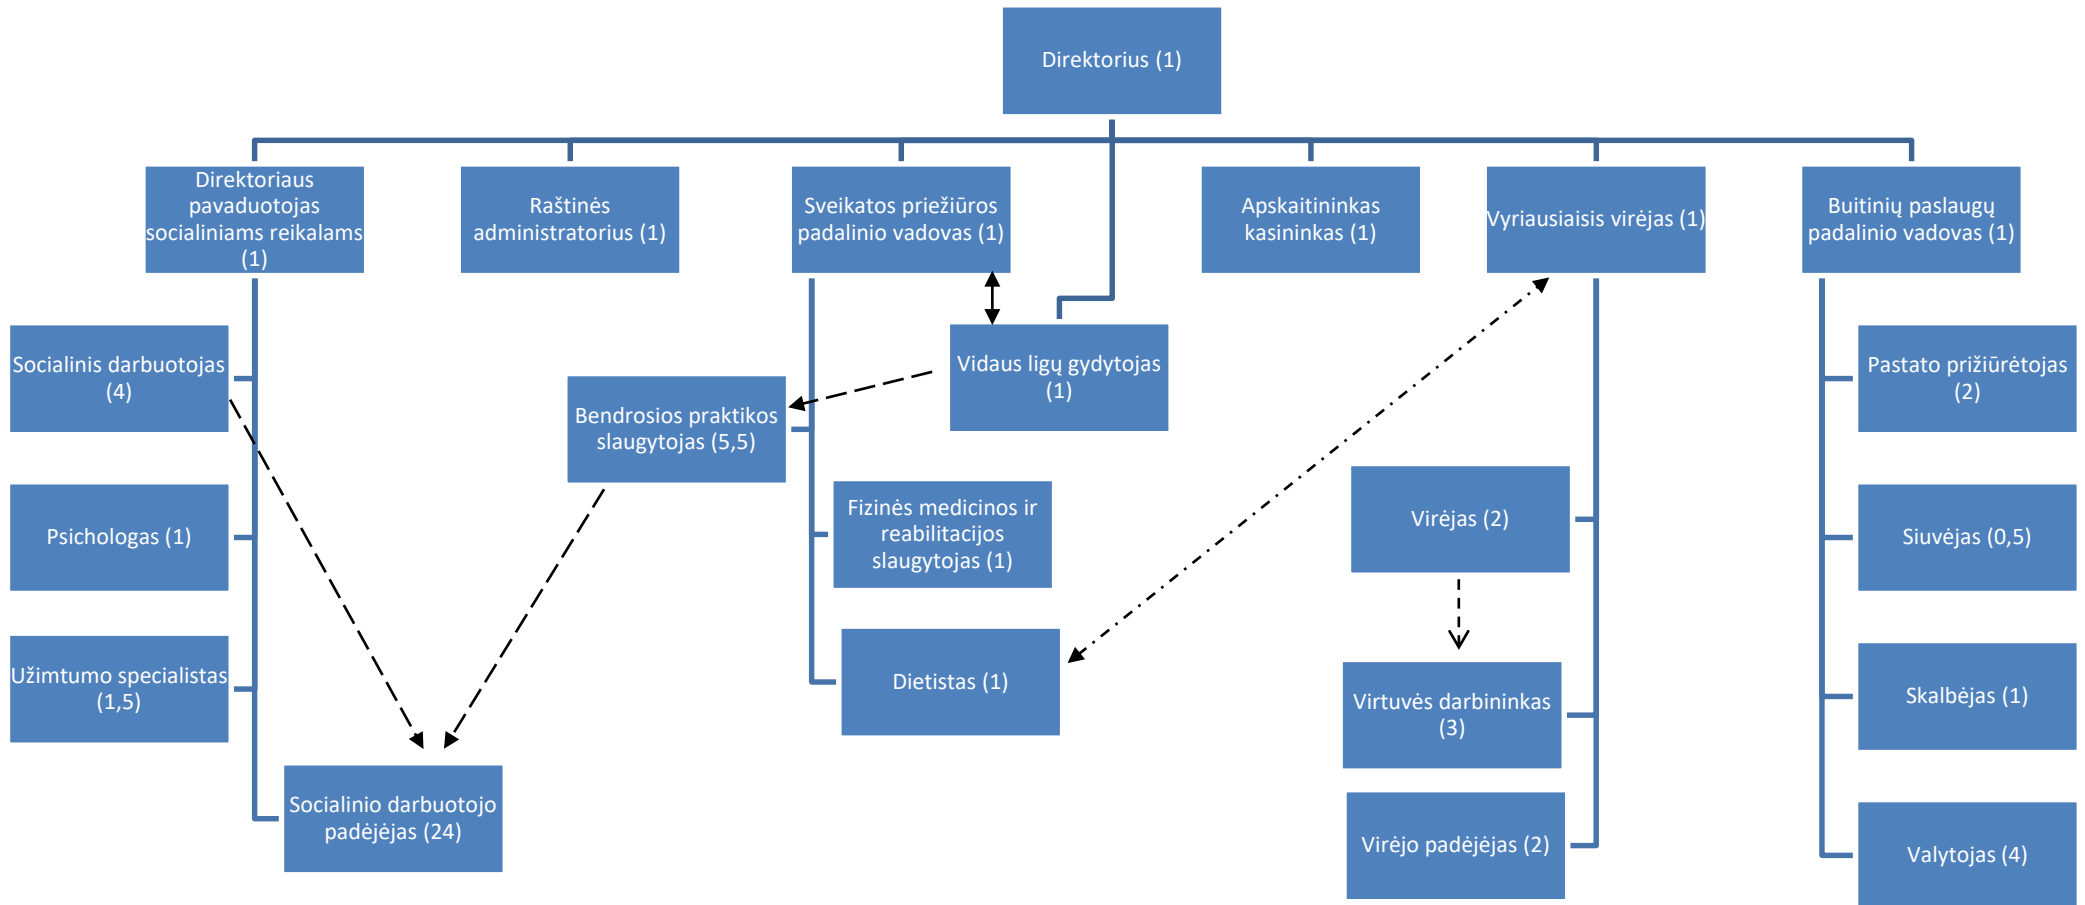 Direktorius (1)
Direktoriaus
pavaduotojas
socialiniams reikalams
(1)
Raštinės
administratorius (1)
Sveikatos priežiūros
padalinio vadovas (1)
Apskaitininkas
kasininkas (1)
Vyriausiaisis virėjas (1)
Buitinių paslaugų
padalinio vadovas (1)
Socialinis darbuotojas
(4)
Psichologas (1)
Užimtumo specialistas
(1,5)
Socialinio darbuotojo
padėjėjas (24)
Bendrosios praktikos
slaugytojas (5,5)
Vidaus ligų gydytojas
(1)
Fizinės medicinos ir
reabilitacijos
slaugytojas (1)
Dietistas (1)
Virėjas (2)
Virtuvės darbininkas
(3)
Virėjo padėjėjas (2)
Pastato prižiūrėtojas
(2)
Siuvėjas (0,5)
Skalbėjas (1)
Valytojas (4)